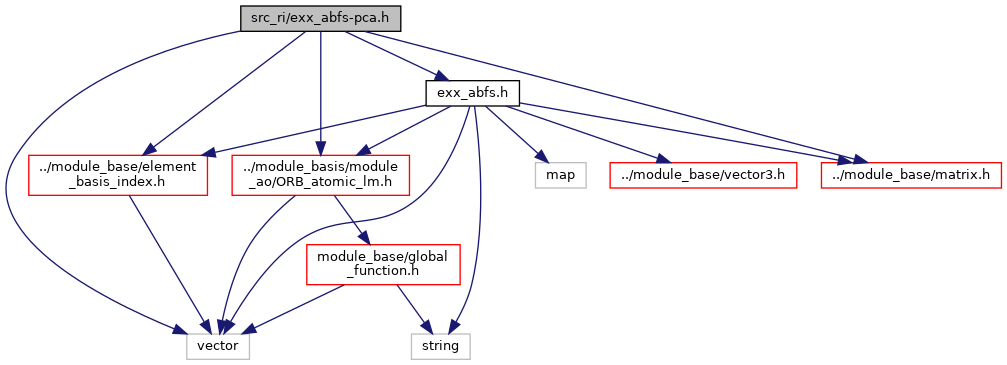 src_ri/exx_abfs-pca.h
exx_abfs.h
../module_base/element
_basis_index.h
../module_basis/module
_ao/ORB_atomic_lm.h
map
../module_base/vector3.h
../module_base/matrix.h
module_base/global
_function.h
vector
string